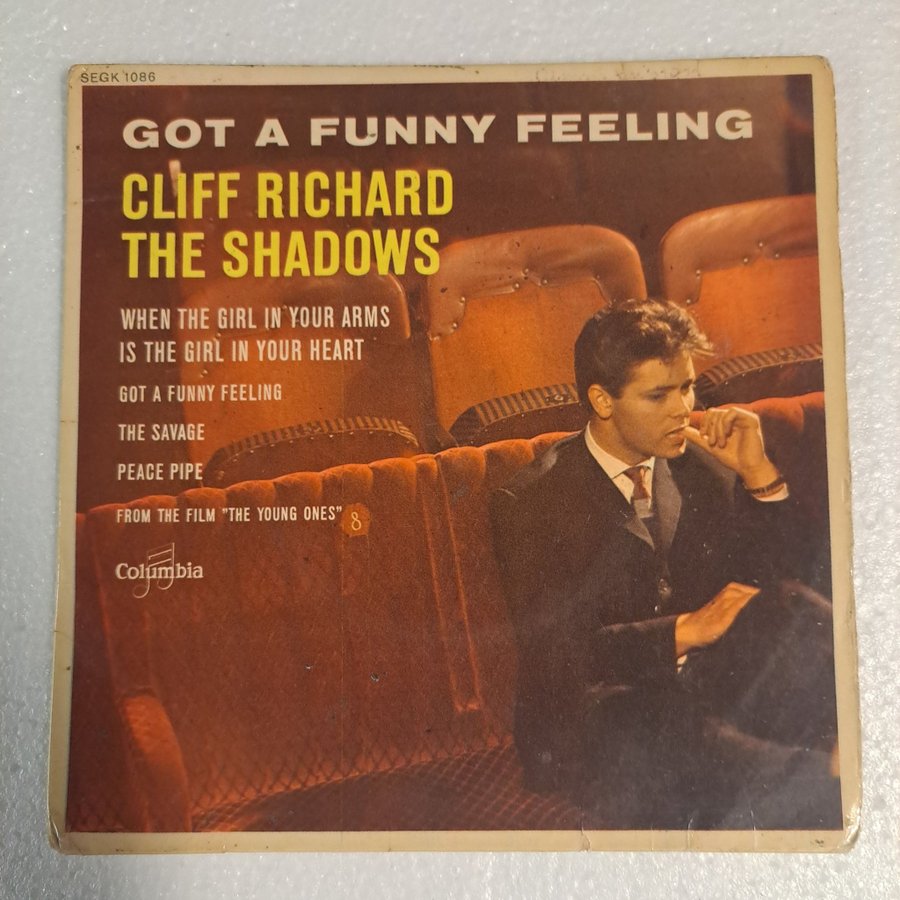 SEGK 1086
GOT A FUNNY FEELING
CLIFF RICHARD
THE SHADOWS
WHEN THE GIRL IN YOUR ARMS
IS THE GIRL IN YOUR HEART
GOT A FUNNY FEELING
THE SAVAGE
PEACE PIPE
FROM THE FILM "THE YOUNG ONES"
8
Columbia